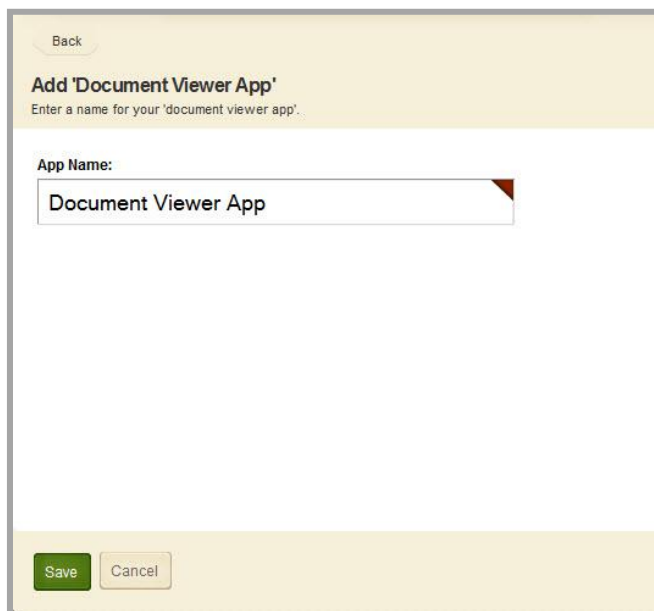 Back
Add 'Document Viewer App'
Enter a name for your 'document viewer app'.
App Name:
Document Viewer App
Save Cancel